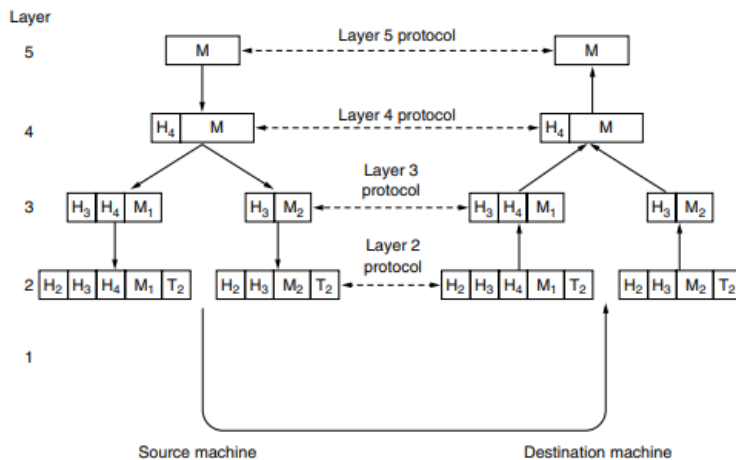 Layer
5 M Layer 5 protocol M
4 H4 M Layer 4 protocol H4 M
Layer 3
protocol
3 H3 H4 M1 H3 M2 H3 H4 M1 H3 M2
Layer 2
protocol
2 H2 H3 H4 M1 T2 H2 H3 M2 T2 H2 H3 H4 M1 T2 H2 H3 M2 T2
1
Source machine Destination machine